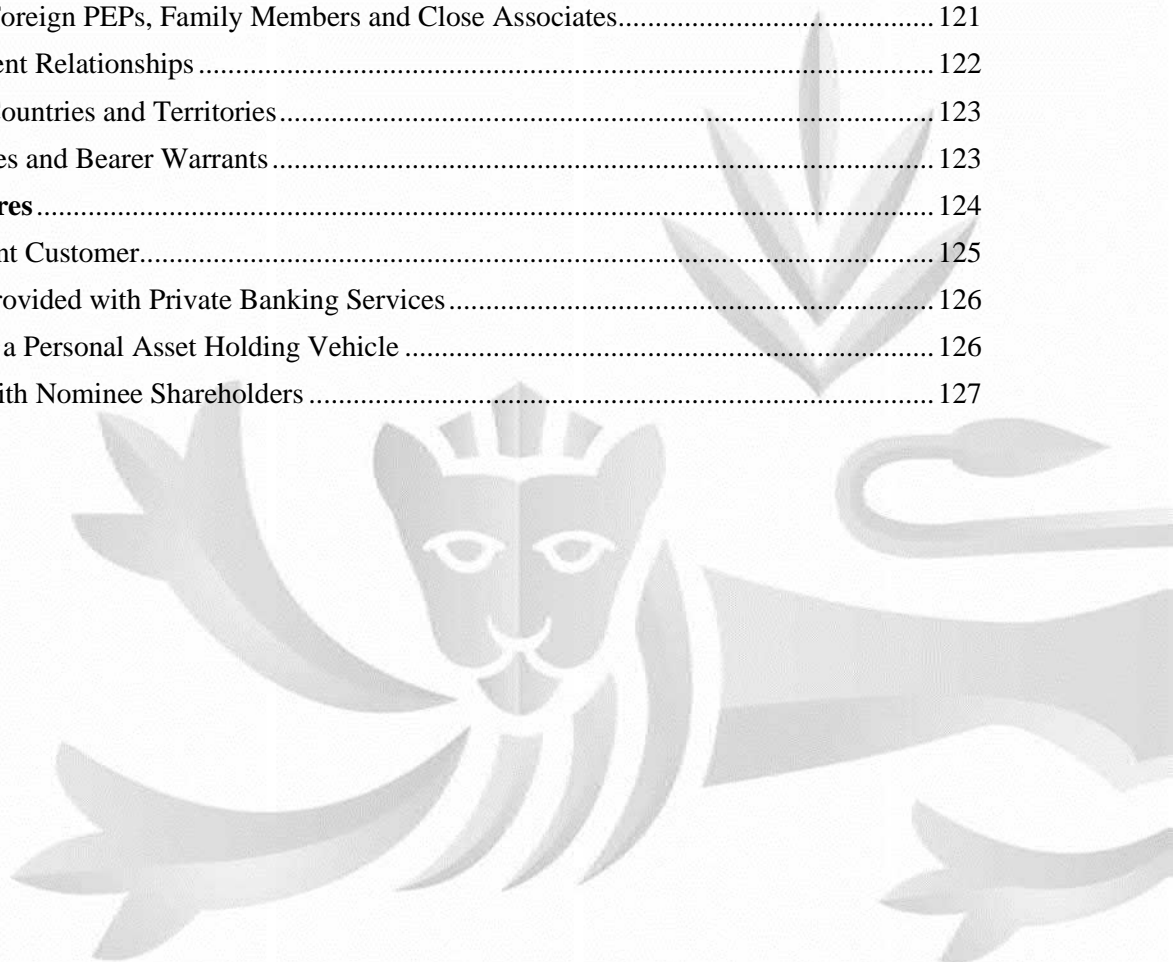 Foreign PEPs, Family Members and Close Associates.......................................... 121
ent Relationships.................................................................................................... 122
Countries and Territories........................................................................................ 123
es and Bearer Warrants.......................................................................................... 123
res........................................................................................................................... 124
nt Customer............................................................................................................ 125
rovided with Private Banking Services.................................................................. 126
a Personal Asset Holding Vehicle......................................................................... 126
ith Nominee Shareholders...................................................................................... 127